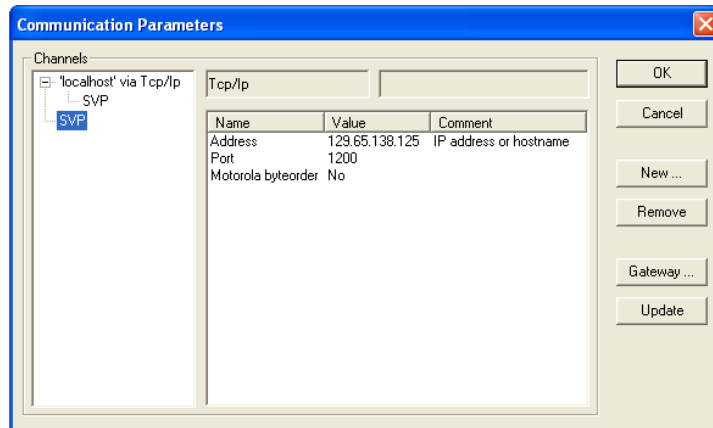 Communication Parameters
Channels
'localhost' via Tcp/Ip
SVP
SVP
Tcp/Ip
Name Value Comment
Address 129.65.138.125 IP address or hostname
Port 1200
Motorola byteorder No
OK
Cancel
New ...
Remove
Gateway ...
Update